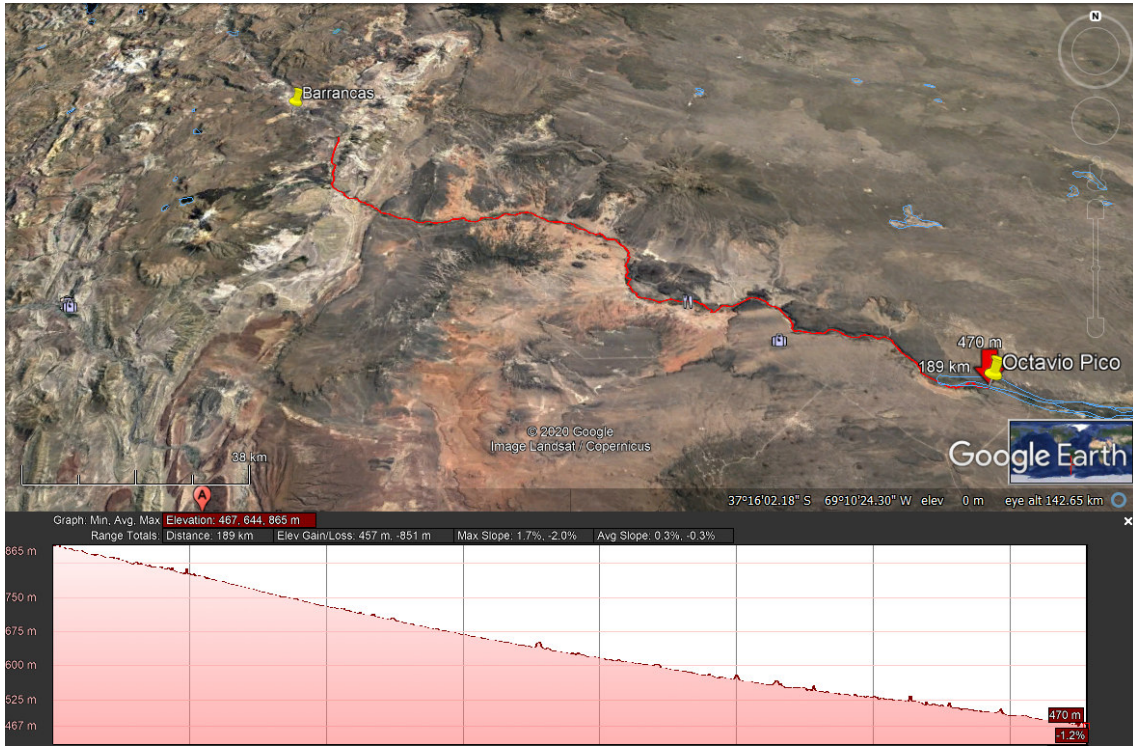 N
Barrancas
470 m
189 km
Octavio Pico
© 2020 Google
Image Landsat / Copernicus
38 km
Google Earth
A
37°16'02.18" S 69°10'24.30" W elev 0 m eye alt 142.65 km
Graph: Min, Avg, Max Elevation: 467, 644, 865 m
Range Totals: Distance: 189 km Elev Gain/Loss: 457 m, -851 m Max Slope: 1.7%, -2.0% Avg Slope: 0.3%, -0.3%
865 m
750 m
675 m
600 m
525 m
470 m
467 m
-1.2%